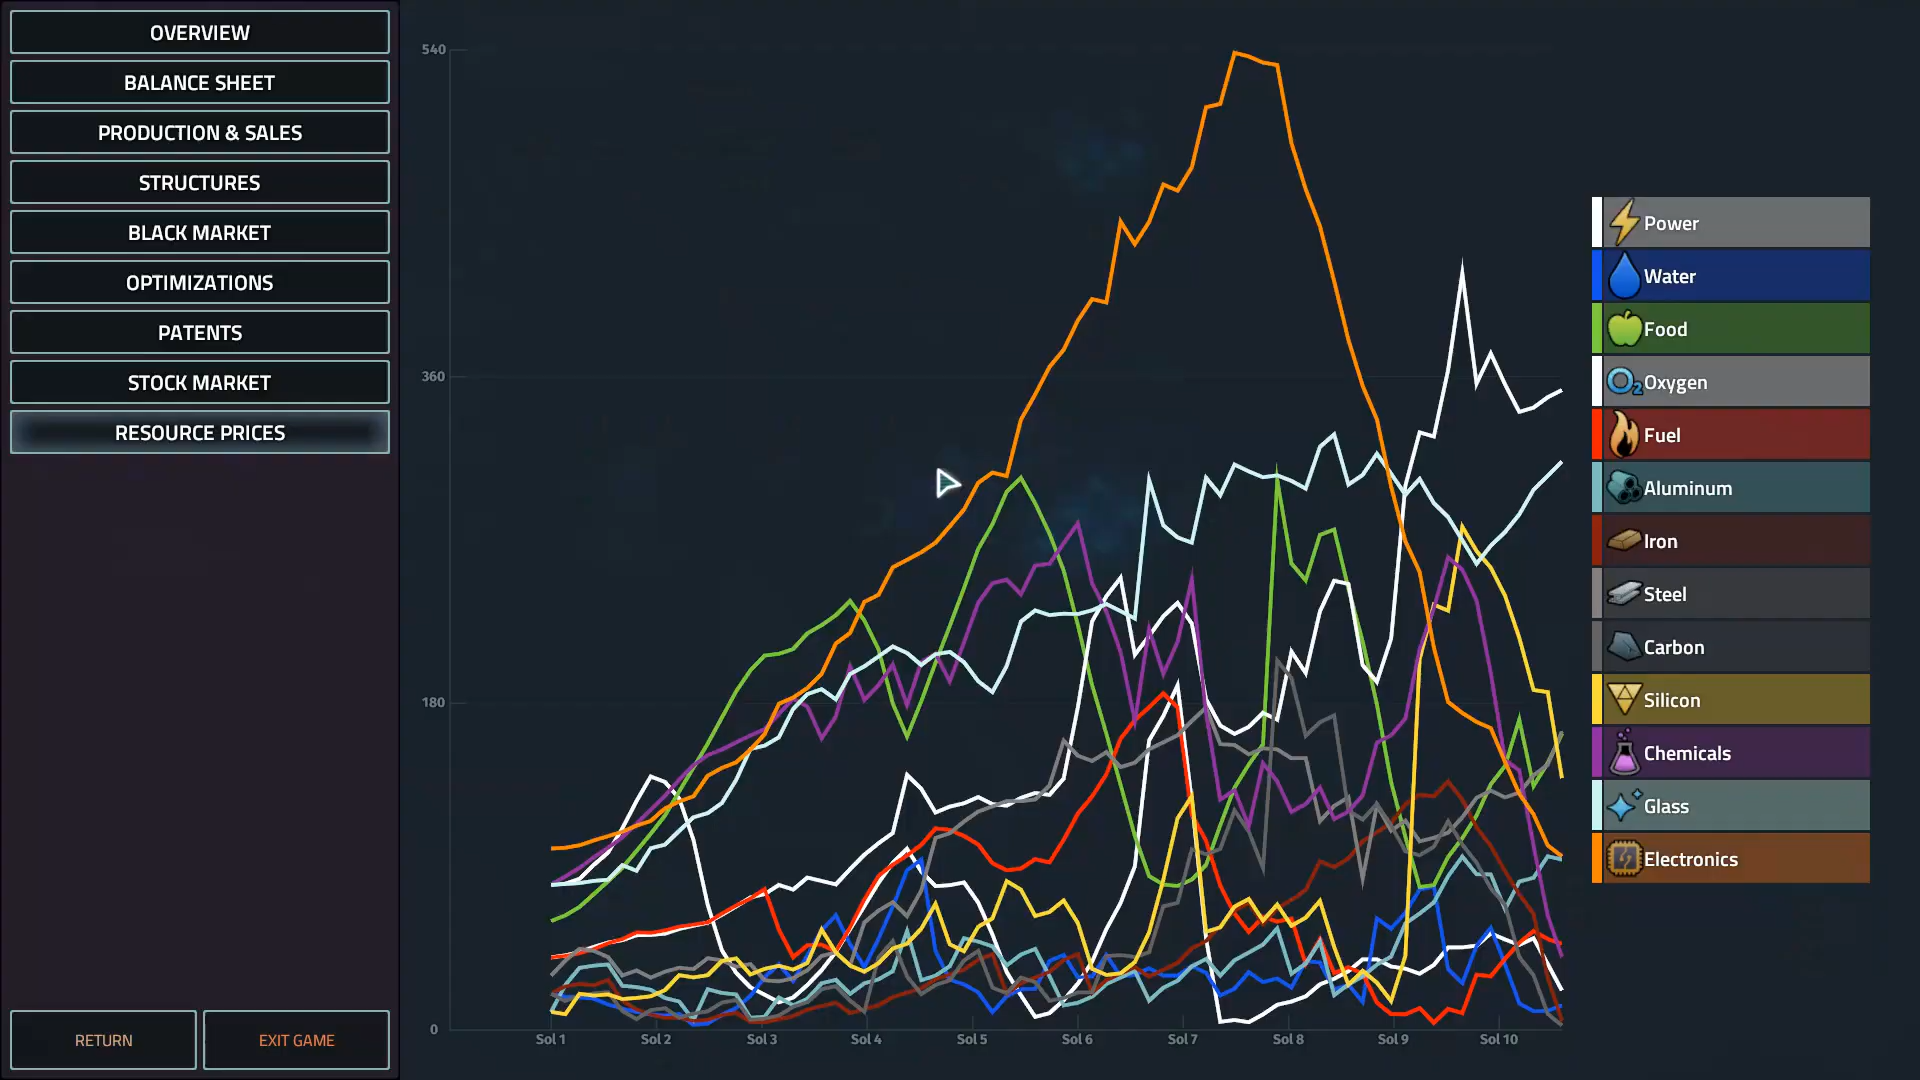 OVERVIEW
BALANCE SHEET
PRODUCTION & SALES
STRUCTURES
BLACK MARKET
OPTIMIZATIONS
PATENTS
STOCK MARKET
RESOURCE PRICES
RETURN
EXIT GAME
540
360
180
0
Sol 1
Sol 2
Sol 3
Sol 4
Sol 5
Sol 6
Sol 7
Sol 8
Sol 9
Sol 10
Power
Water
Food
O2 Oxygen
Fuel
Aluminum
Iron
Steel
Carbon
Silicon
Chemicals
Glass
Electronics